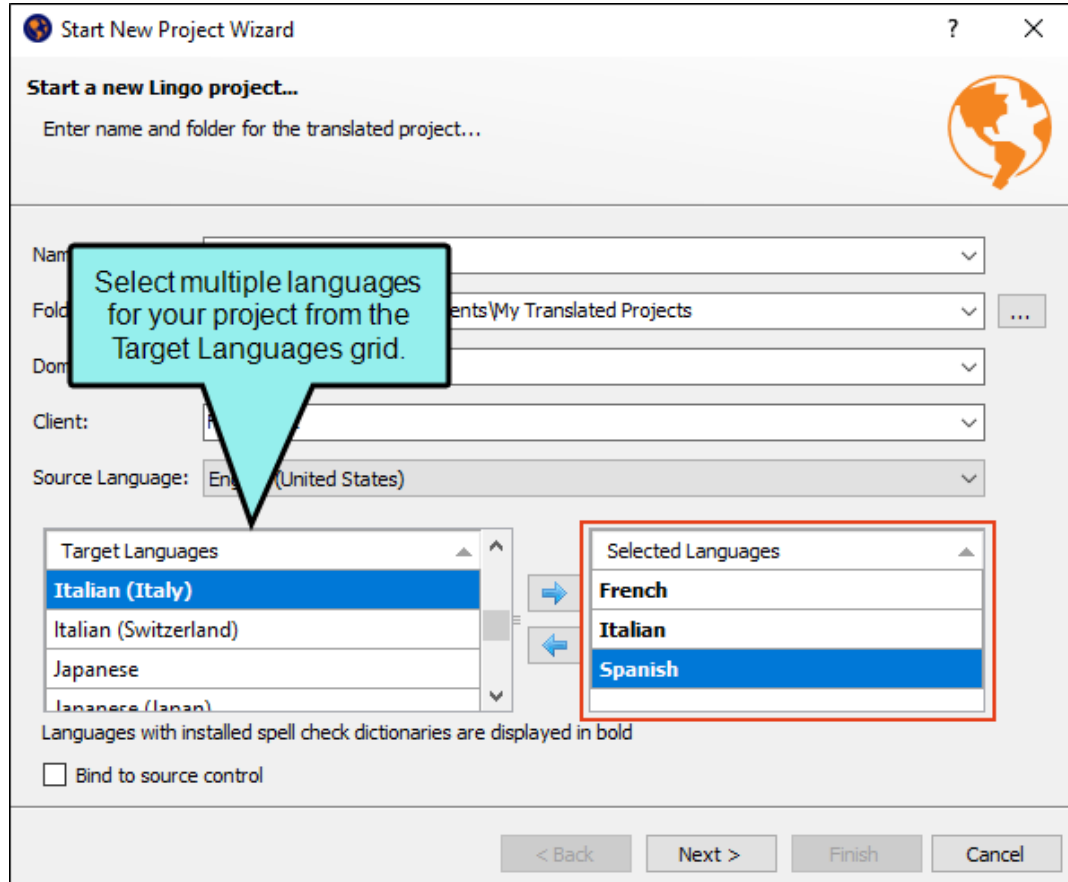 Start New Project Wizard
?
Start a new Lingo project...
Enter name and folder for the translated project...
Select multiple languages
for your project from the
Target Languages grid.
ents\My Translated Projects
...
Client:
Source Language:
(United States)
Target Languages
Italian (Italy)
Italian (Switzerland)
Japanese
Japanese (Japan)
Selected Languages
French
Italian
Spanish
Languages with installed spell check dictionaries are displayed in bold
Bind to source control
< Back
Next >
Finish
Cancel